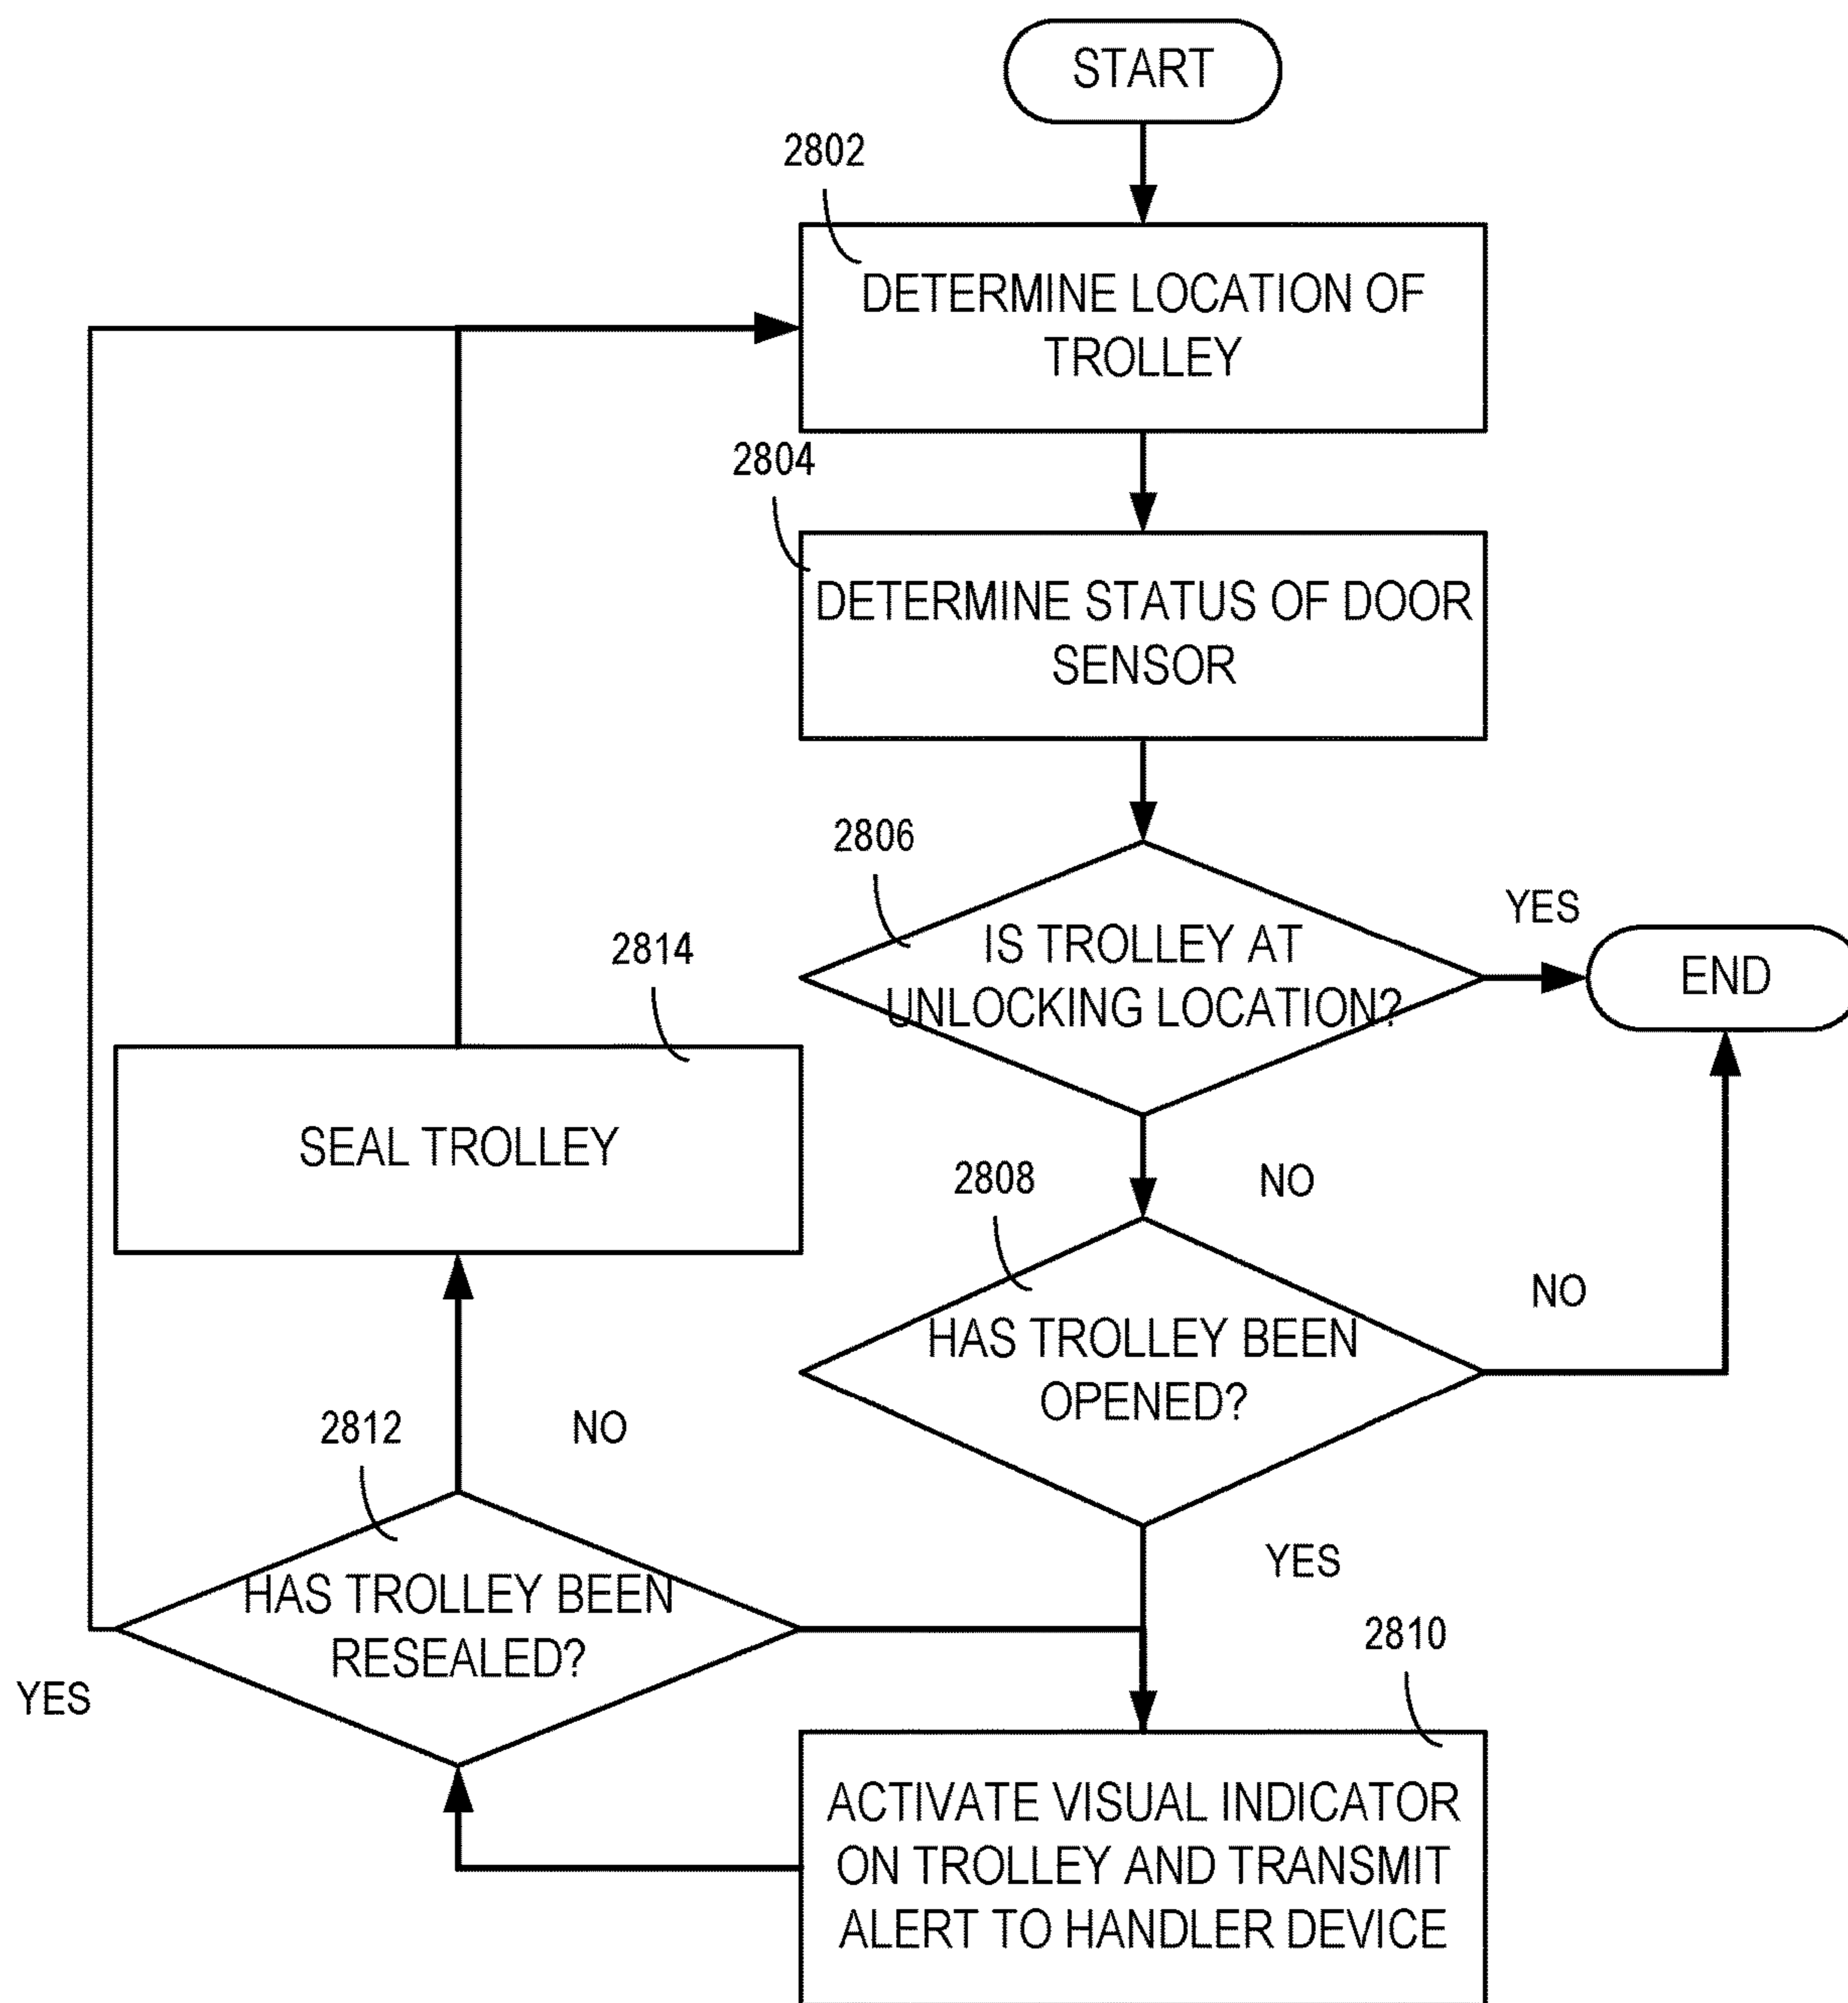 START
2802
DETERMINE LOCATION OF
TROLLEY
2804
DETERMINE STATUS OF DOOR
SENSOR
2806
IS TROLLEY AT
UNLOCKING LOCATION?
YES
END
2814
SEAL TROLLEY
NO
2808
HAS TROLLEY BEEN
OPENED?
NO
YES
2812
NO
HAS TROLLEY BEEN
RESEALED?
YES
2810
ACTIVATE VISUAL INDICATOR
ON TROLLEY AND TRANSMIT
ALERT TO HANDLER DEVICE